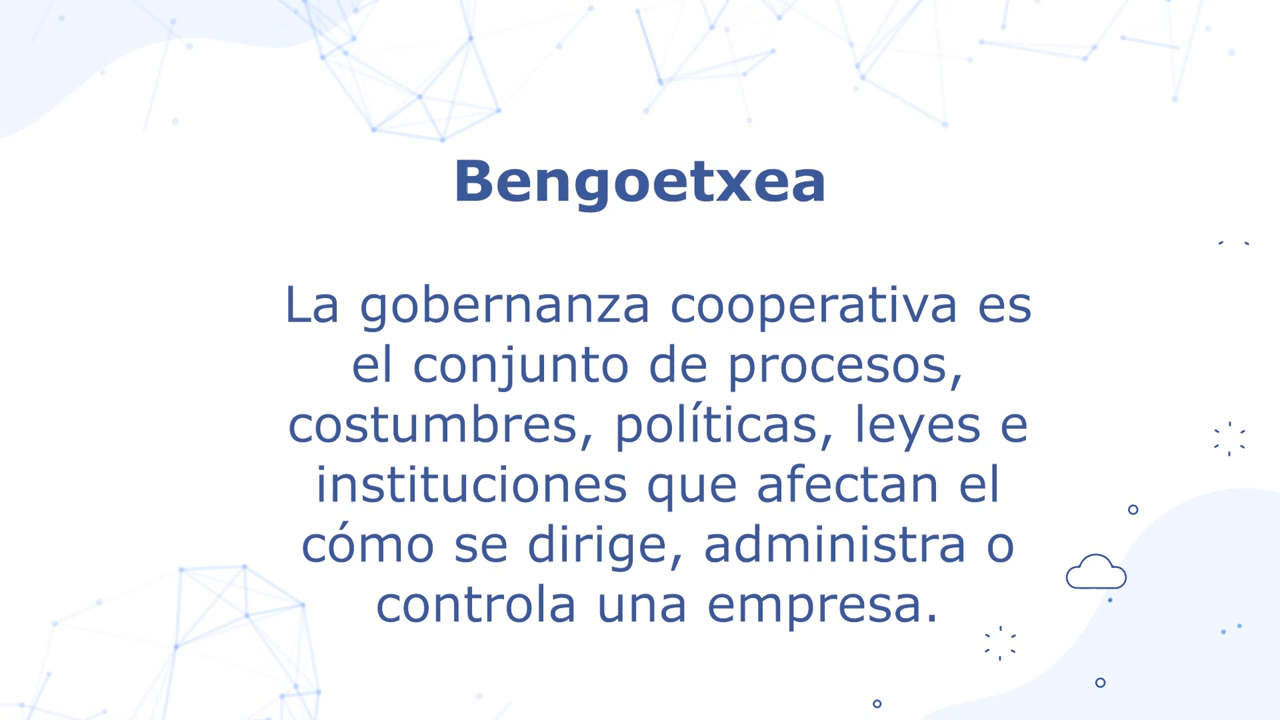 Bengoetxea
La gobernanza cooperativa es
el conjunto de procesos,
costumbres, políticas, leyes e
instituciones que afectan el
cómo se dirige, administra o
controla una empresa.